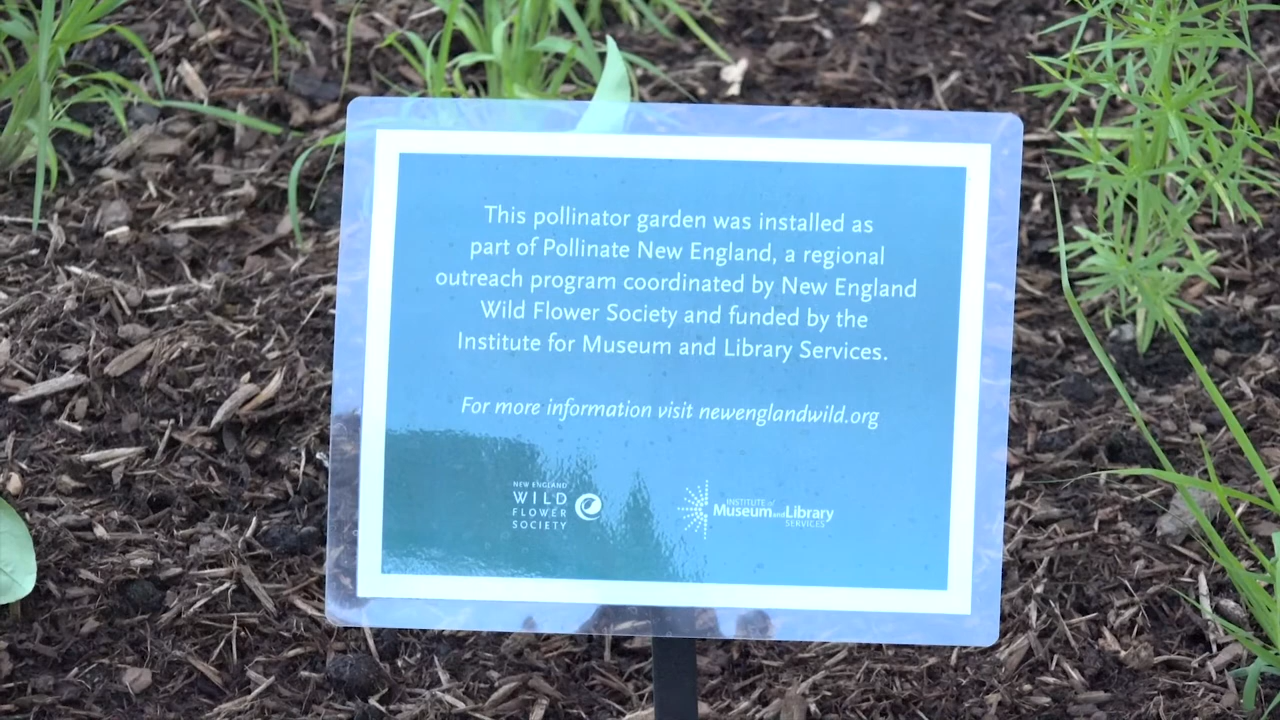 This pollinator garden was installed as
part of Pollinate New England, a regional
outreach program coordinated by New England
Wild Flower Society and funded by the
Institute for Museum and Library Services.
For more information visit newenglandwild.org
NEW ENGLAND
WILD
FLOWER
SOCIETY
INSTITUTE of
Museum and Library
SERVICES